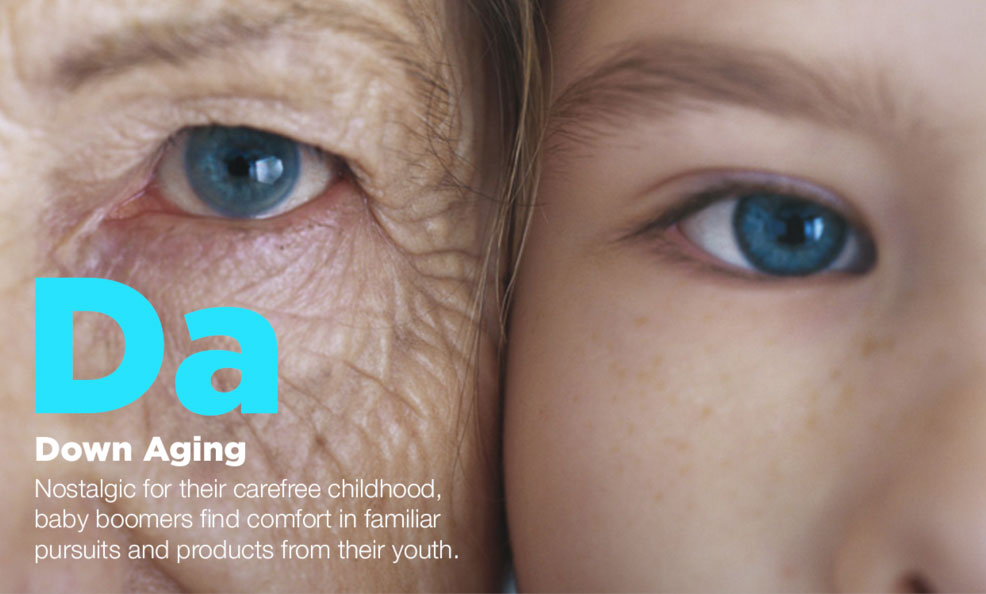 Da
Down Aging
Nostalgic for their carefree childhood,
baby boomers find comfort in familiar
pursuits and products from their youth.